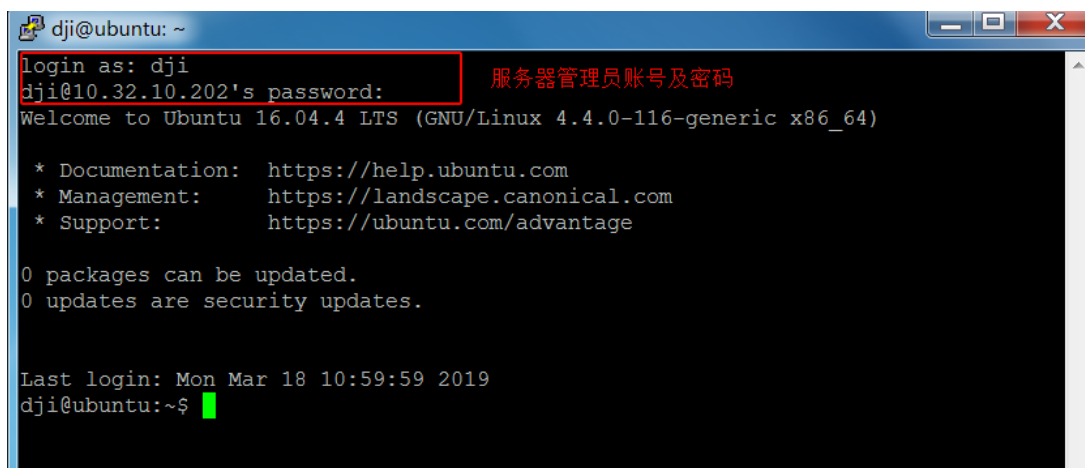 dji@ubuntu: ~
login as: dji
服务器管理员账号及密码
dji@10.32.10.202's password:
Welcome to Ubuntu 16.04.4 LTS (GNU/Linux 4.4.0-116-generic x86_64)
* Documentation:  https://help.ubuntu.com
* Management:     https://landscape.canonical.com
* Support:        https://ubuntu.com/advantage
0 packages can be updated.
0 updates are security updates.
Last login: Mon Mar 18 10:59:59 2019
dji@ubuntu:~$